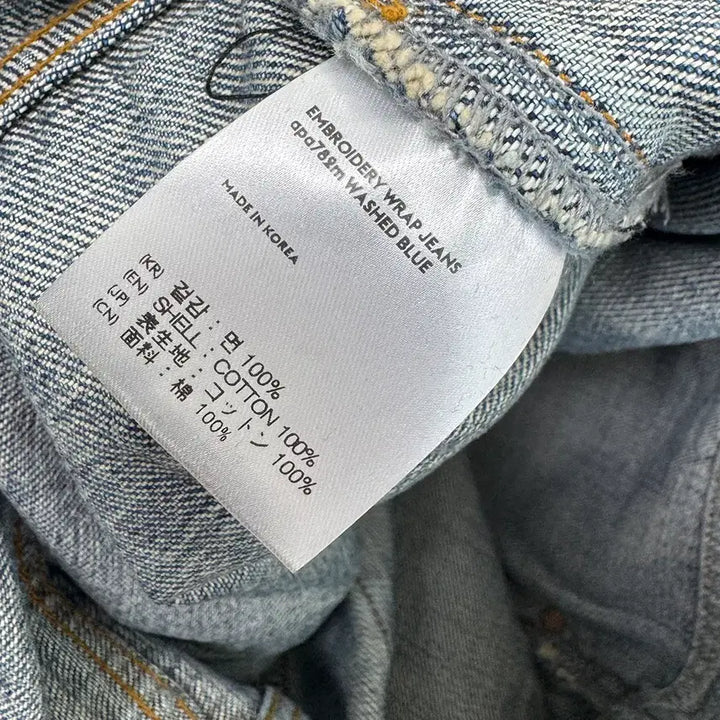 EMBROIDERY WRAP JEANS
apa768m WASHED BLUE
MADE IN KOREA
(KR) 겉감 : 면 100%
(EN) SHELL : COTTON 100%
(JP) 表生地 : コットン 100%
(CN) 面料 : 棉 100%